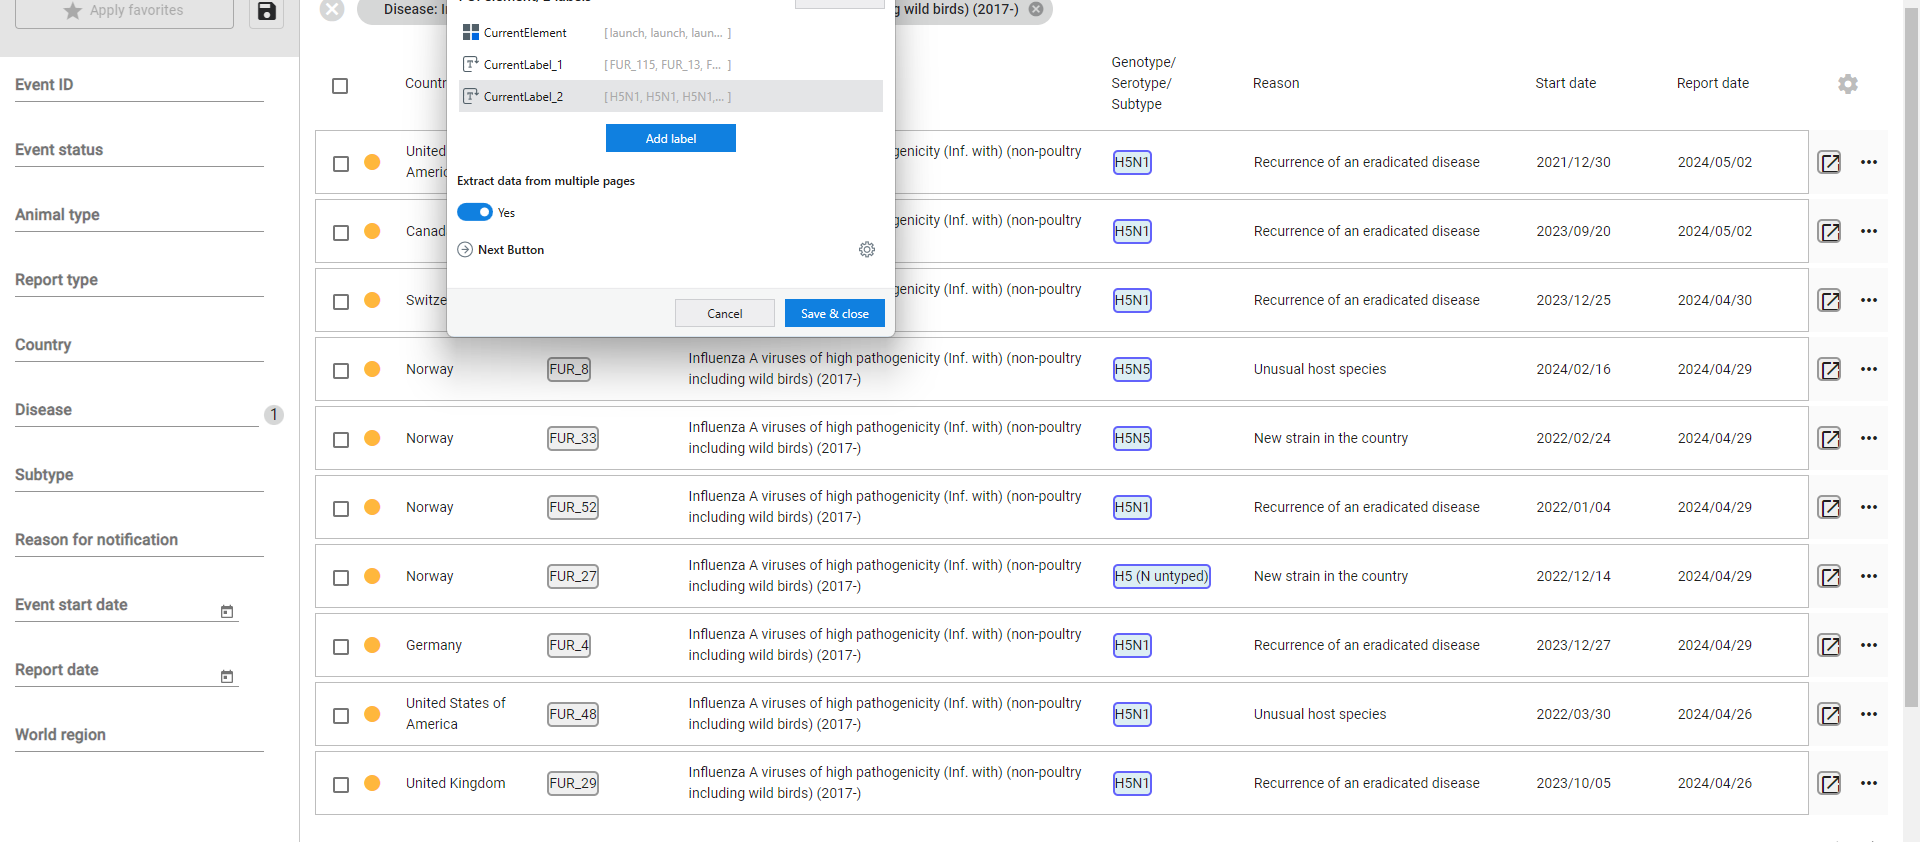 Apply favorites
Event ID
Event status
Animal type
Report type
Country
Disease
1
Subtype
Reason for notification
Event start date
Report date
World region
Disease:
g wild birds) (2017-)
CurrentElement [launch, launch, laun... ]
CurrentLabel_1 [FUR_115, FUR_13, F... ]
CurrentLabel_2 [H5N1, H5N1, H5N1,... ]
Add label
Extract data from multiple pages
Yes
Next Button
Cancel
Save & close
Genotype/
Serotype/
Subtype
Reason
Start date
Report date
United
genicity (Inf. with) (non-poultry
H5N1
Recurrence of an eradicated disease
2021/12/30
2024/05/02
genicity (Inf. with) (non-poultry
H5N1
Recurrence of an eradicated disease
2023/09/20
2024/05/02
genicity (Inf. with) (non-poultry
H5N1
Recurrence of an eradicated disease
2023/12/25
2024/04/30
Norway
FUR_8
Influenza A viruses of high pathogenicity (Inf. with) (non-poultry
including wild birds) (2017-)
H5N5
Unusual host species
2024/02/16
2024/04/29
Norway
FUR_33
Influenza A viruses of high pathogenicity (Inf. with) (non-poultry
including wild birds) (2017-)
H5N5
New strain in the country
2022/02/24
2024/04/29
Norway
FUR_52
Influenza A viruses of high pathogenicity (Inf. with) (non-poultry
including wild birds) (2017-)
H5N1
Recurrence of an eradicated disease
2022/01/04
2024/04/29
Norway
FUR_27
Influenza A viruses of high pathogenicity (Inf. with) (non-poultry
including wild birds) (2017-)
H5 (N untyped)
New strain in the country
2022/12/14
2024/04/29
Germany
FUR_4
Influenza A viruses of high pathogenicity (Inf. with) (non-poultry
including wild birds) (2017-)
H5N1
Recurrence of an eradicated disease
2023/12/27
2024/04/29
United States of
America
FUR_48
Influenza A viruses of high pathogenicity (Inf. with) (non-poultry
including wild birds) (2017-)
H5N1
Unusual host species
2022/03/30
2024/04/26
United Kingdom
FUR_29
Influenza A viruses of high pathogenicity (Inf. with) (non-poultry
including wild birds) (2017-)
H5N1
Recurrence of an eradicated disease
2023/10/05
2024/04/26